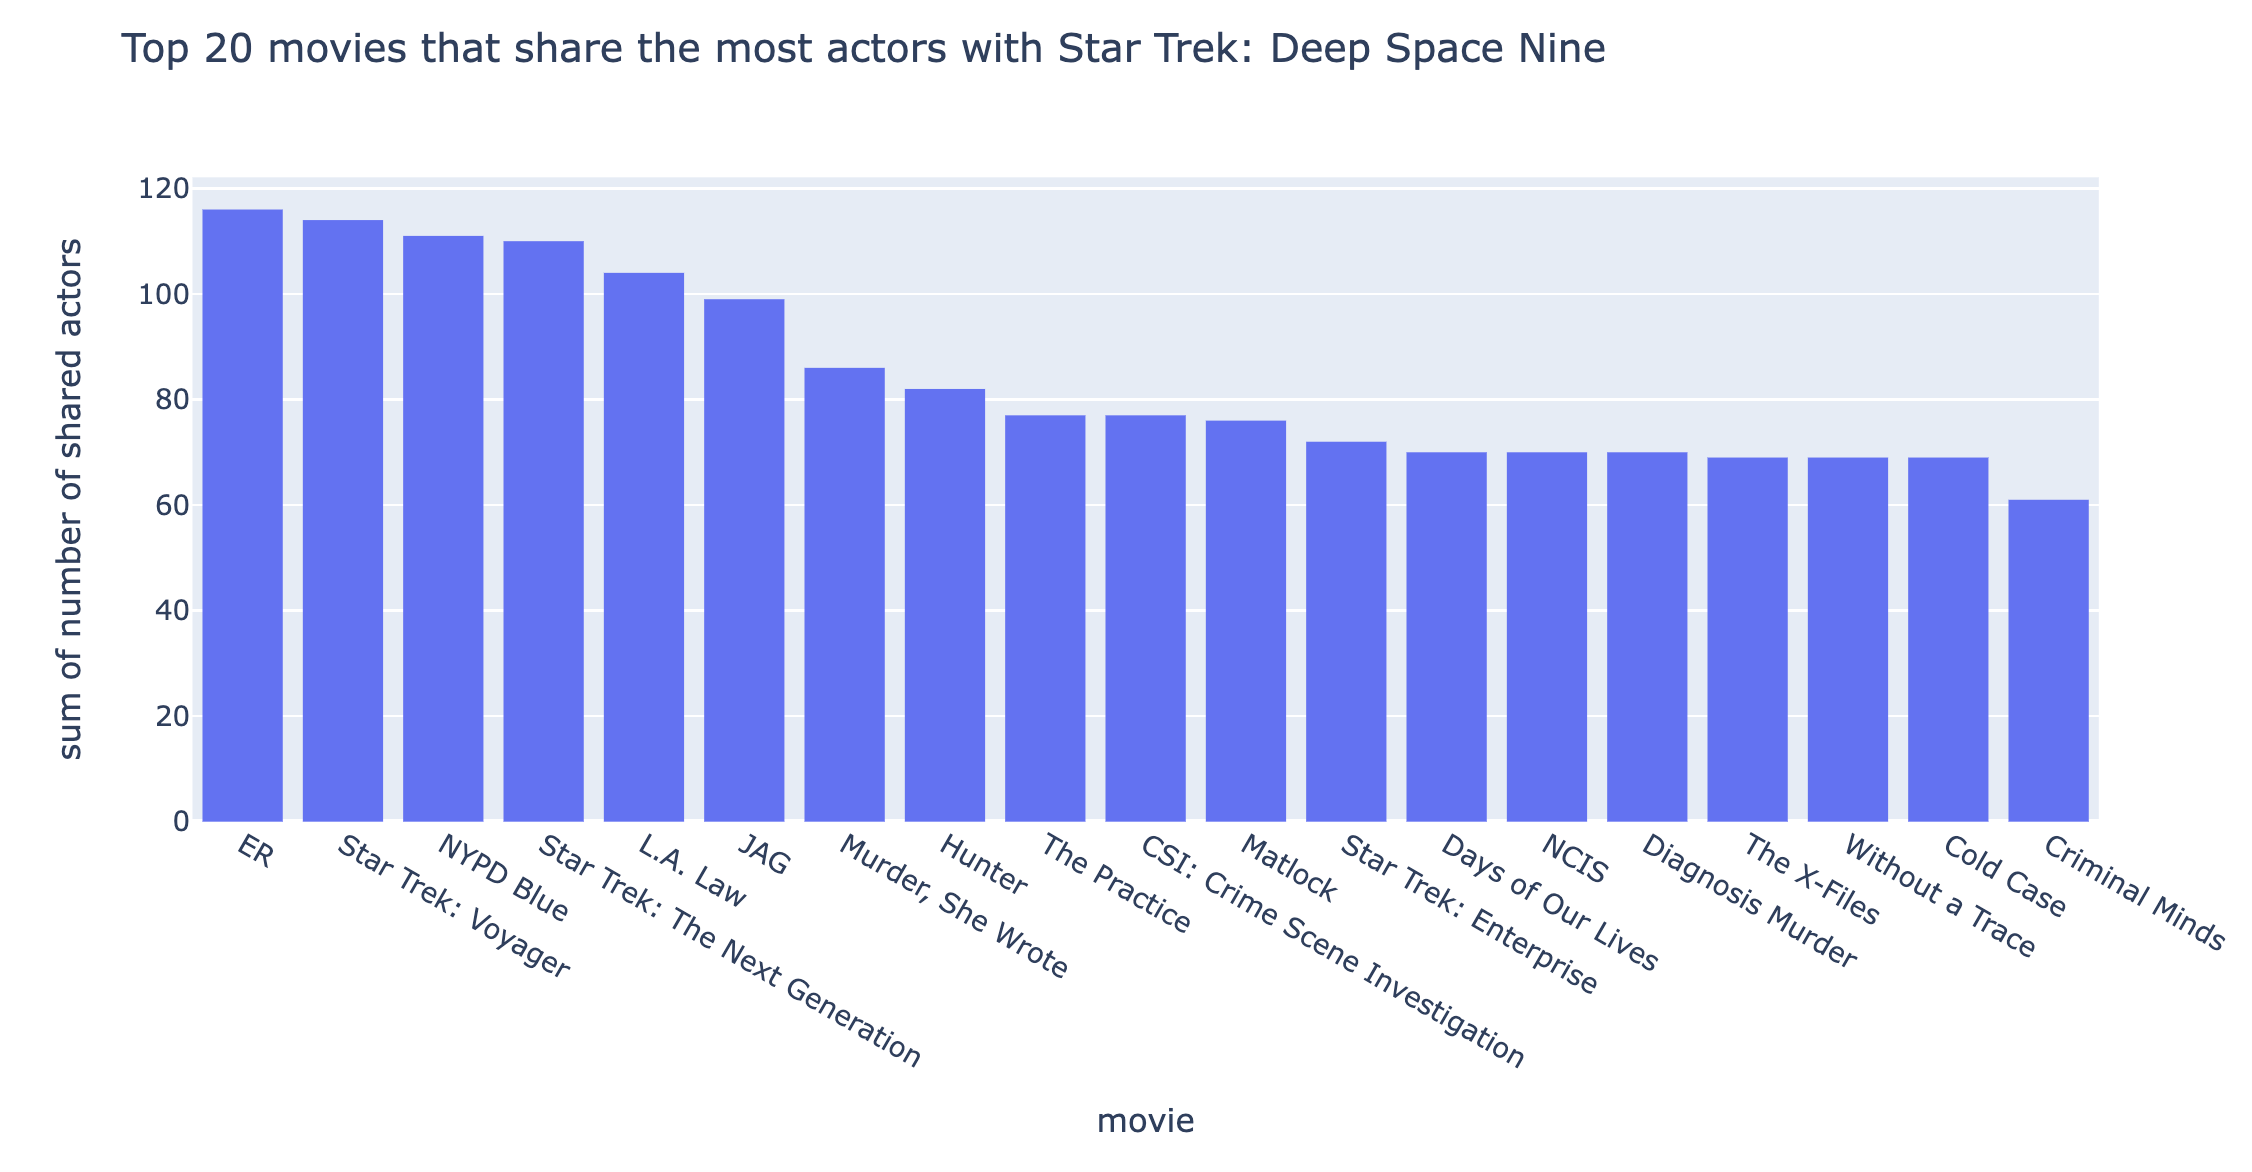 Top 20 movies that share the most actors with Star Trek: Deep Space Nine
sum of number of shared actors
120
100
80
60
40
20
0
ER
Star Trek: Voyager
NYPD Blue
Star Trek: The Next Generation
L.A. Law
JAG
Murder, She Wrote
Hunter
The Practice
CSI: Crime Scene Investigation
Matlock
Star Trek: Enterprise
Days of Our Lives
NCIS
Diagnosis Murder
The X-Files
Without a Trace
Cold Case
Criminal Minds
movie